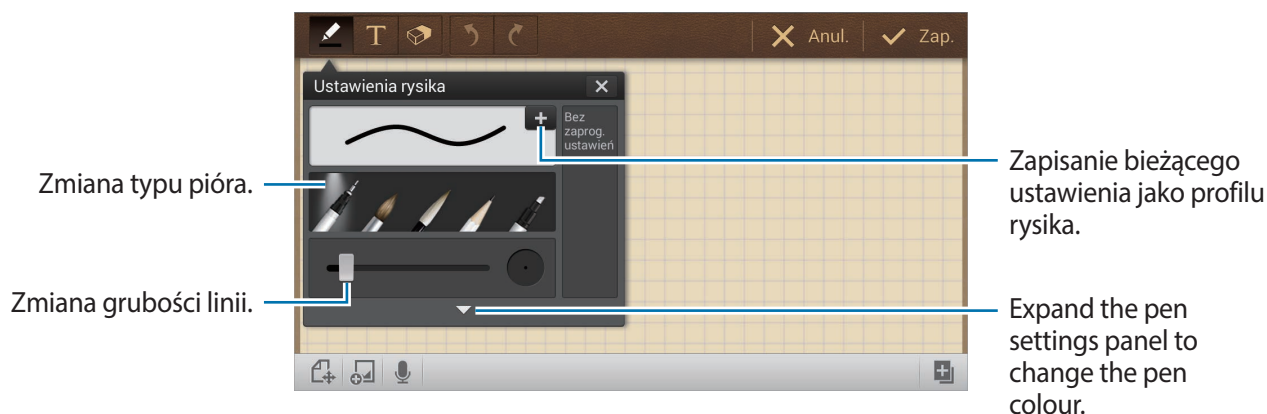 T
Anul.
Zap.
Ustawienia rysika
Bez
zaprog.
ustawień
Zmiana typu pióra.
Zmiana grubości linii.
Zapisanie bieżącego
ustawienia jako profilu
rysika.
Expand the pen
settings panel to
change the pen
colour.